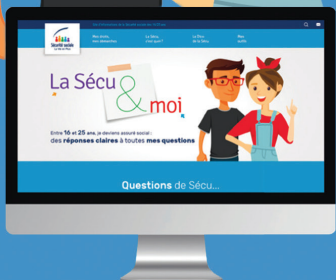 Sécurité sociale
Mes droits,
mes démarches
La Sécu,
c'est quoi ?
La Sécu
de la Sécu
Mes
outils
La Sécu
& moi
Entre 16 et 25 ans, je deviens assuré social :
des réponses claires à toutes mes questions
Questions de Sécu...